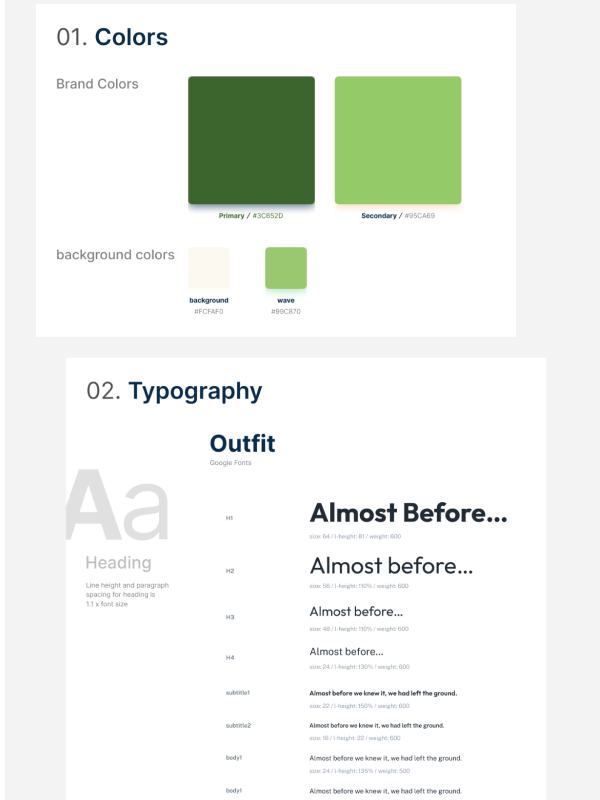 01. Colors
Brand Colors
Primary / #3C652D
Secondary / #95CA69
background colors
background
#FCFAF0
wave
#99C870
02. Typography
Outfit
Google Fonts
Aa
Heading
Line height and paragraph
spacing for heading is
1.1 x font size
H1
Almost Before...
size: 64 / l-height: 81 / weight: 600
H2
Almost before...
size: 56 / l-height: 110% / weight: 600
H3
Almost before...
size: 48 / l-height: 110% / weight: 600
H4
Almost before...
size: 24 / l-height: 130% / weight: 600
subtitle1
Almost before we knew it, we had left the ground.
size: 22 / l-height: 150% / weight: 600
subtitle2
Almost before we knew it, we had left the ground.
size: 16 / l-height: 22 / weight: 600
body1
Almost before we knew it, we had left the ground.
size: 24 / l-height: 135% / weight: 500
body1
Almost before we knew it, we had left the ground.